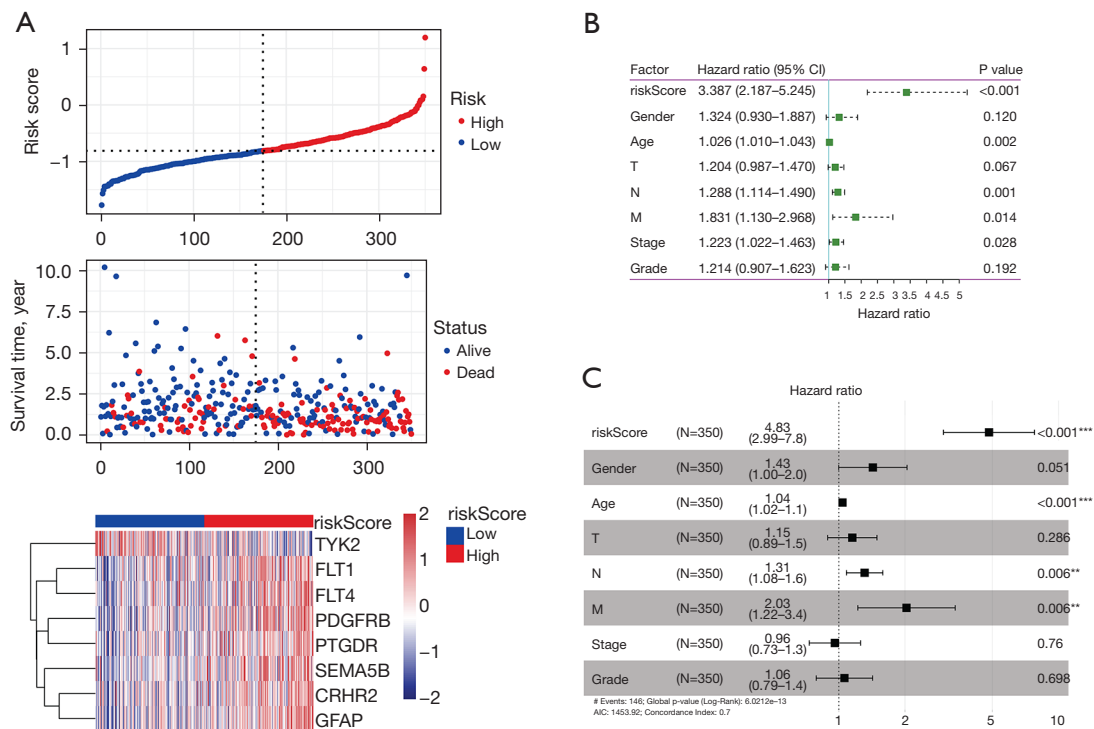 A
1
0
−1
Risk score
0
100
200
300
Risk
High
Low
10.0
7.5
5.0
2.5
0.0
Survival time, year
0
100
200
300
Status
Alive
Dead
riskScore
TYK2
FLT1
FLT4
PDGFRB
PTGDR
SEMA5B
CRHR2
GFAP
2
1
0
−1
−2
riskScore
Low
High
B
Factor Hazard ratio (95% CI) P value
riskScore 3.387 (2.187–5.245) <0.001
Gender 1.324 (0.930–1.887) 0.120
Age 1.026 (1.010–1.043) 0.002
T 1.204 (0.987–1.470) 0.067
N 1.288 (1.114–1.490) 0.001
M 1.831 (1.130–2.968) 0.014
Stage 1.223 (1.022–1.463) 0.028
Grade 1.214 (0.907–1.623) 0.192
1 1.5 2 2.5 3 3.5 4 4.5 5
Hazard ratio
C
Hazard ratio
riskScore (N=350) 4.83 <0.001***
(2.99–7.8)
Gender (N=350) 1.43 0.051
(1.00–2.0)
Age (N=350) 1.04 <0.001***
(1.02–1.1)
T (N=350) 1.15 0.286
(0.89–1.5)
N (N=350) 1.31 0.006**
(1.08–1.6)
M (N=350) 2.03 0.006**
(1.22–3.4)
Stage (N=350) 0.96 0.76
(0.73–1.3)
Grade (N=350) 1.06 0.698
(0.79–1.4)
# Events: 146; Global p-value (Log-Rank): 6.0212e−13
AIC: 1453.92; Concordance Index: 0.7
1 2 5 10